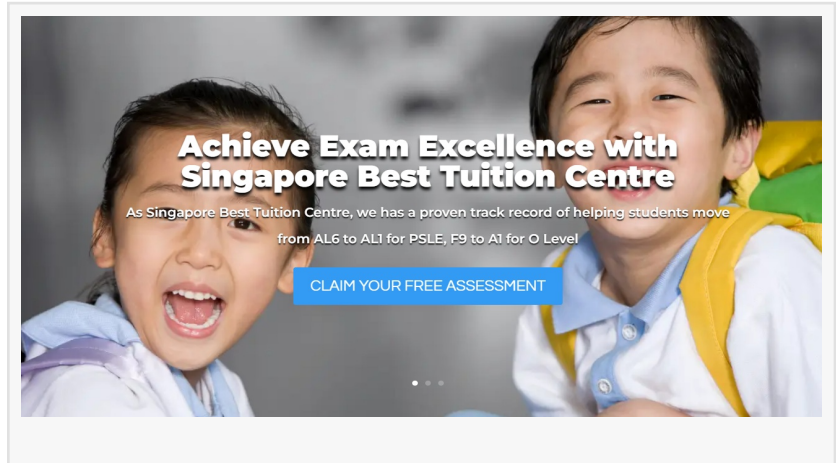 Achieve Exam Excellence with
Singapore Best Tuition Centre
As Singapore Best Tuition Centre, we has a proven track record of helping students move
from AL6 to AL1 for PSLE, F9 to A1 for O Level
CLAIM YOUR FREE ASSESSMENT